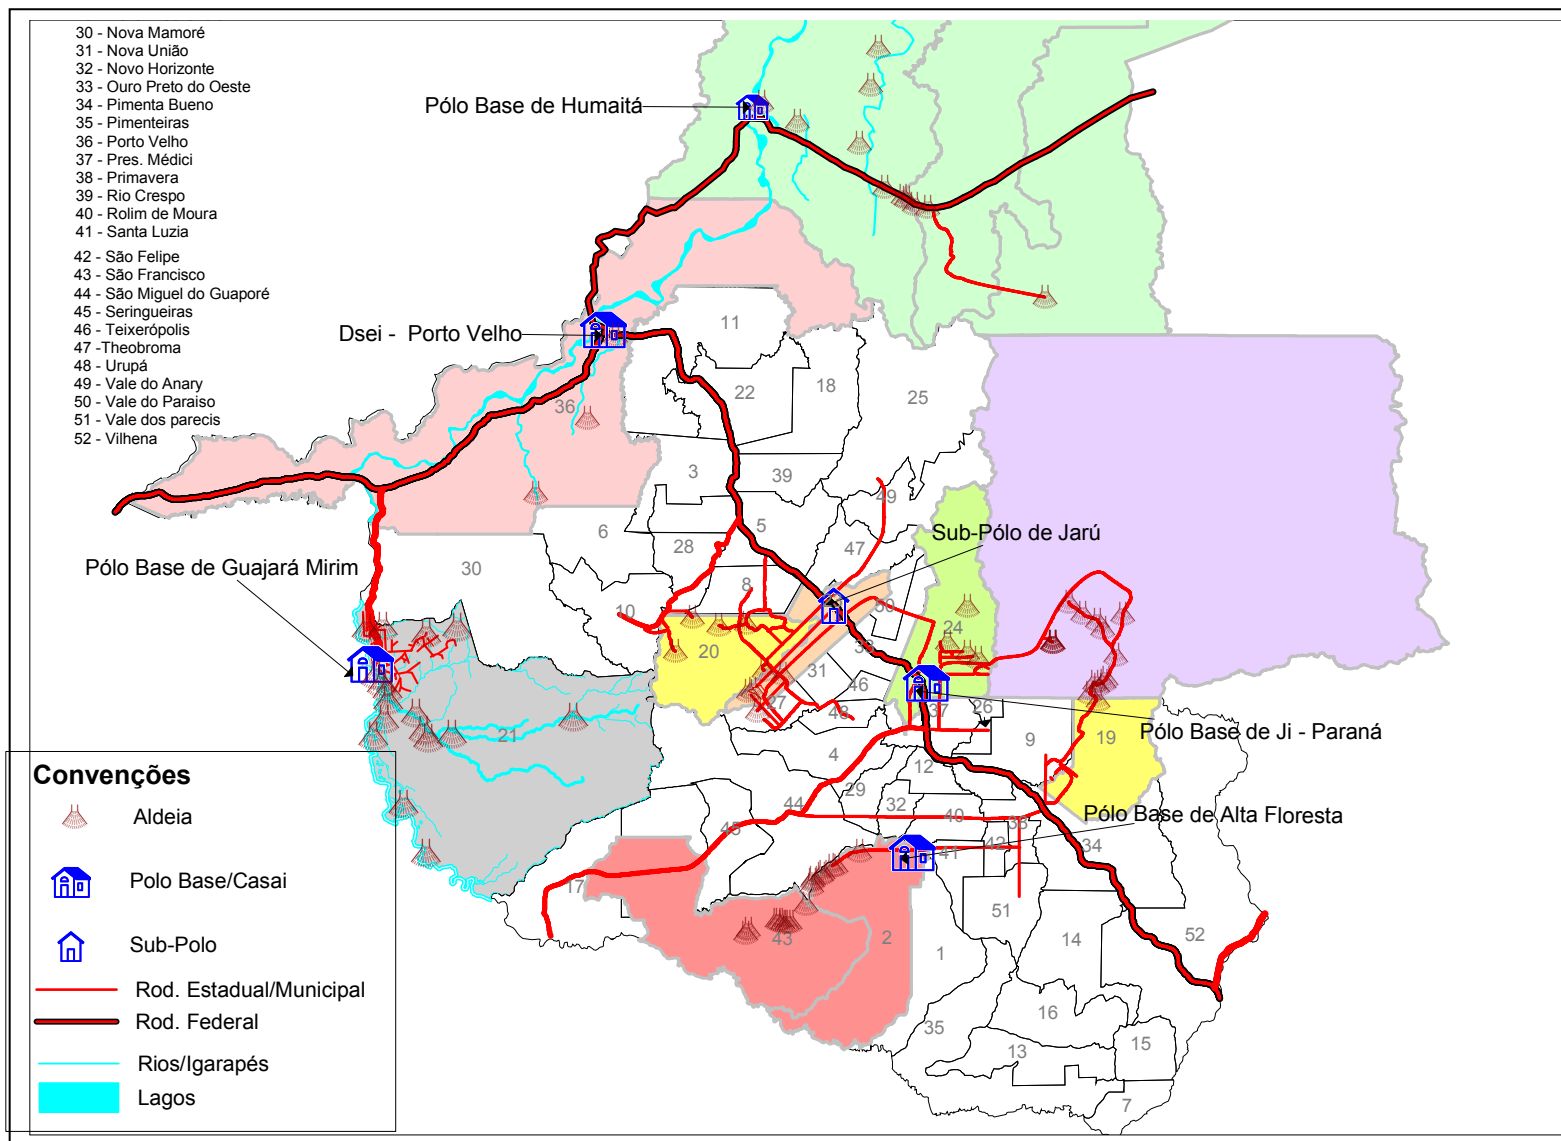 30 - Nova Mamoré
31 - Nova União
32 - Novo Horizonte
33 - Ouro Preto do Oeste
34 - Pimenta Bueno
35 - Pimenteiras
36 - Porto Velho
37 - Pres. Médici
38 - Primavera
39 - Rio Crespo
40 - Rolim de Moura
41 - Santa Luzia
42 - São Felipe
43 - São Francisco
44 - São Miguel do Guaporé
45 - Seringueiras
46 - Teixerópolis
47 -Theobroma
48 - Urupá
49 - Vale do Anary
50 - Vale do Paraiso
51 - Vale dos parecis
52 - Vilhena
Pólo Base de Humaitá
Dsei - Porto Velho
11
22
18
25
36
3
39
49
Sub-Pólo de Jarú
5
6
28
47
30
Pólo Base de Guajará Mirim
8
10
50
24
20
33
31
46
27
48
37
26
21
9
19
Pólo Base de Ji - Paraná
4
12
29
44
32
40
38
Pólo Base de Alta Floresta
45
42
41
34
17
51
43
2
1
14
52
16
35
13
15
7
Convenções
Aldeia
Polo Base/Casai
Sub-Polo
Rod. Estadual/Municipal
Rod. Federal
Rios/Igarapés
Lagos